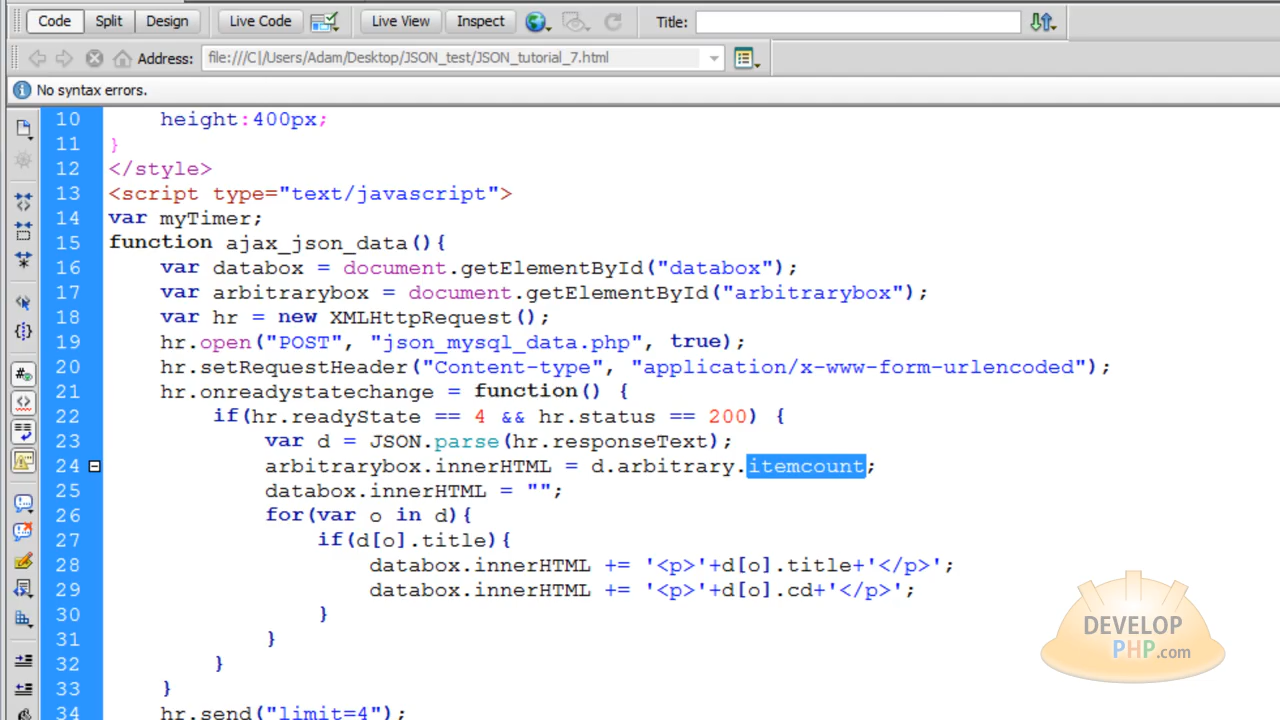 Code Split Design Live Code Live View Inspect Title:
Address: file:///C|/Users/Adam/Desktop/JSON_test/JSON_tutorial_7.html
No syntax errors.
10 height:400px;
11 }
12 </style>
13 <script type="text/javascript">
14 var myTimer;
15 function ajax_json_data(){
16 var databox = document.getElementById("databox");
17 var arbitrarybox = document.getElementById("arbitrarybox");
18 var hr = new XMLHttpRequest();
19 hr.open("POST", "json_mysql_data.php", true);
20 hr.setRequestHeader("Content-type", "application/x-www-form-urlencoded");
21 hr.onreadystatechange = function() {
22 if(hr.readyState == 4 && hr.status == 200) {
23 var d = JSON.parse(hr.responseText);
24 arbitrarybox.innerHTML = d.arbitrary.itemcount;
25 databox.innerHTML = "";
26 for(var o in d){
27 if(d[o].title){
28 databox.innerHTML += '<p>'+d[o].title+'</p>';
29 databox.innerHTML += '<p>'+d[o].cd+'</p>';
30 }
31 }
32 }
33 }
34 hr.send("limit=4");
DEVELOP
PHP.com